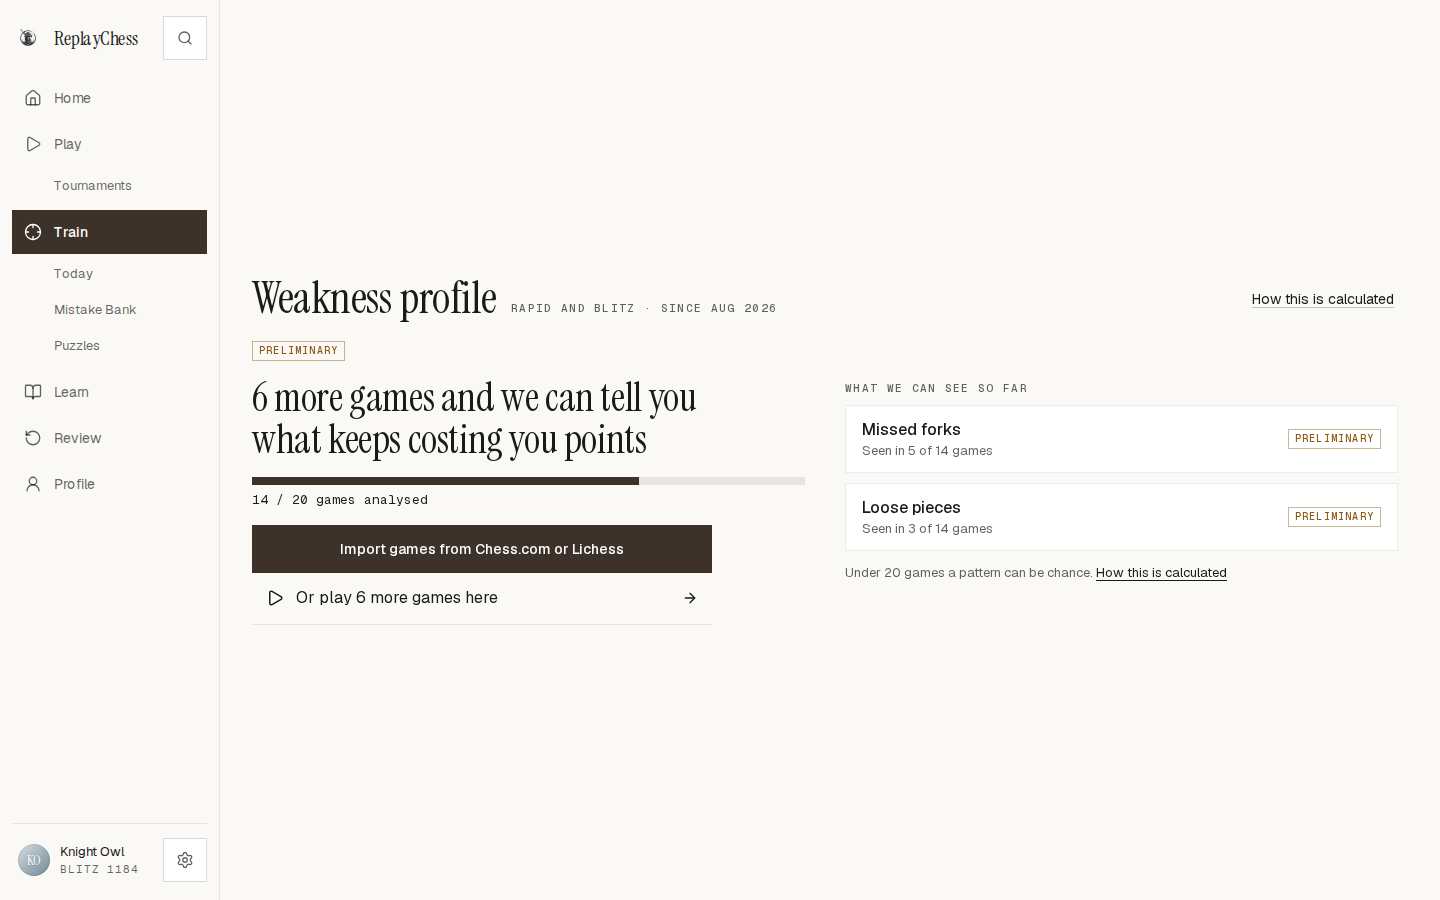 ReplayChess
Home
Play
Tournaments
Train
Today
Mistake Bank
Puzzles
Learn
Review
Profile
KO
Knight Owl
BLITZ 1184
Weakness profile
RAPID AND BLITZ · SINCE AUG 2026
How this is calculated
PRELIMINARY
6 more games and we can tell you
what keeps costing you points
14 / 20 games analysed
Import games from Chess.com or Lichess
Or play 6 more games here
WHAT WE CAN SEE SO FAR
Missed forks
Seen in 5 of 14 games
PRELIMINARY
Loose pieces
Seen in 3 of 14 games
PRELIMINARY
Under 20 games a pattern can be chance. How this is calculated